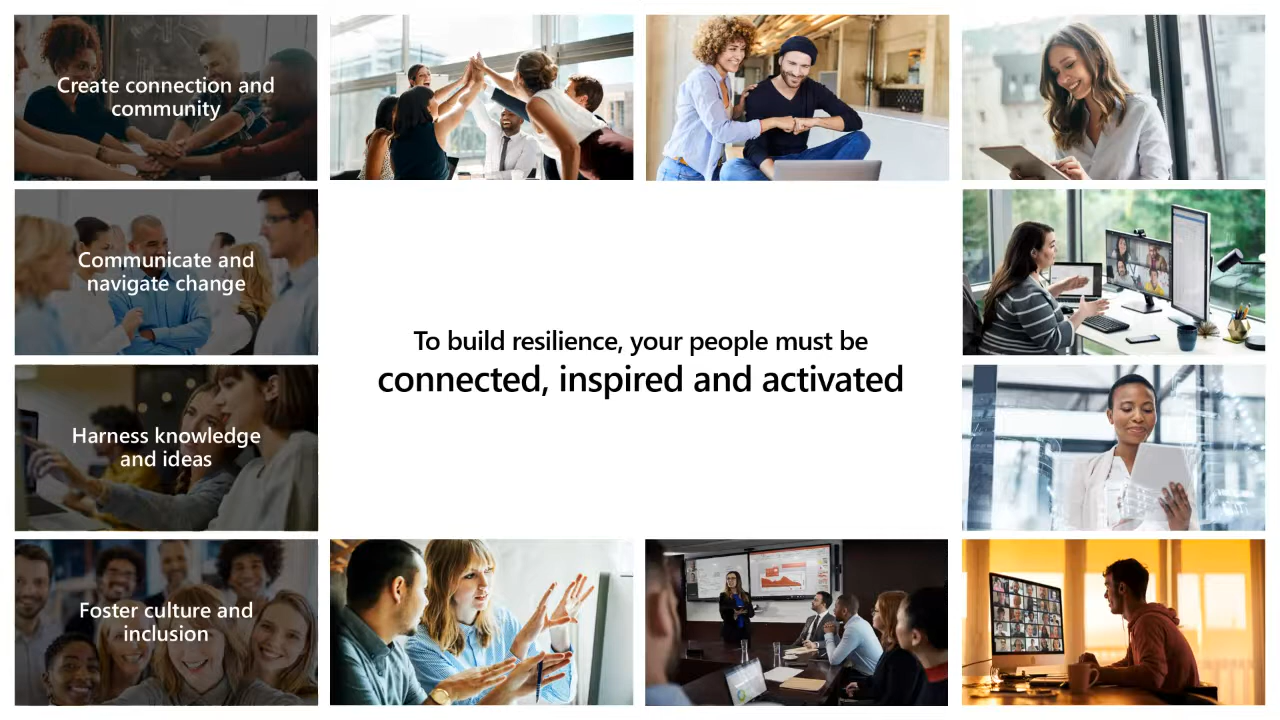 Create connection and
community
Communicate and
navigate change
Harness knowledge
and ideas
Foster culture and
inclusion
To build resilience, your people must be
connected, inspired and activated